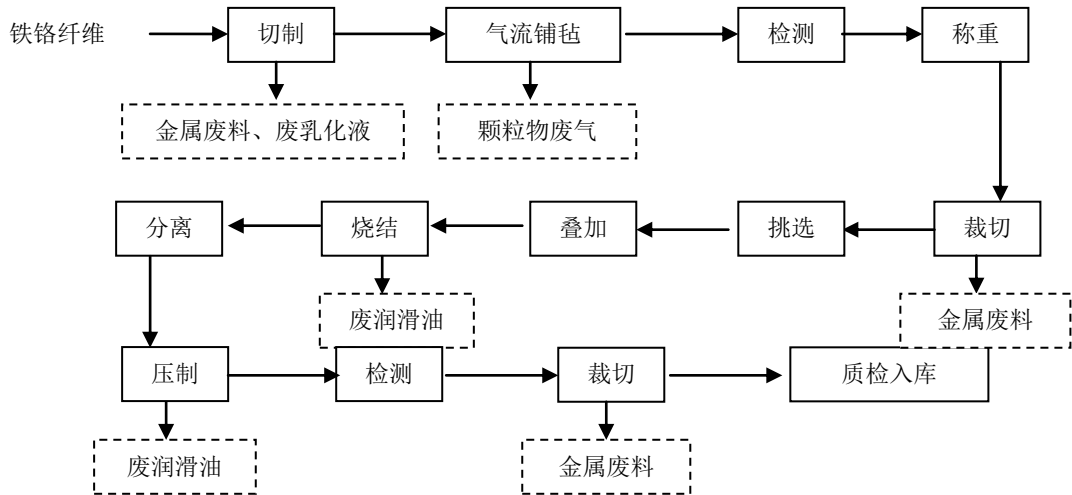 铁铬纤维
切制
气流铺毡
检测
称重
金属废料、废乳化液
颗粒物废气
分离
烧结
叠加
挑选
裁切
废润滑油
金属废料
压制
检测
裁切
质检入库
废润滑油
金属废料